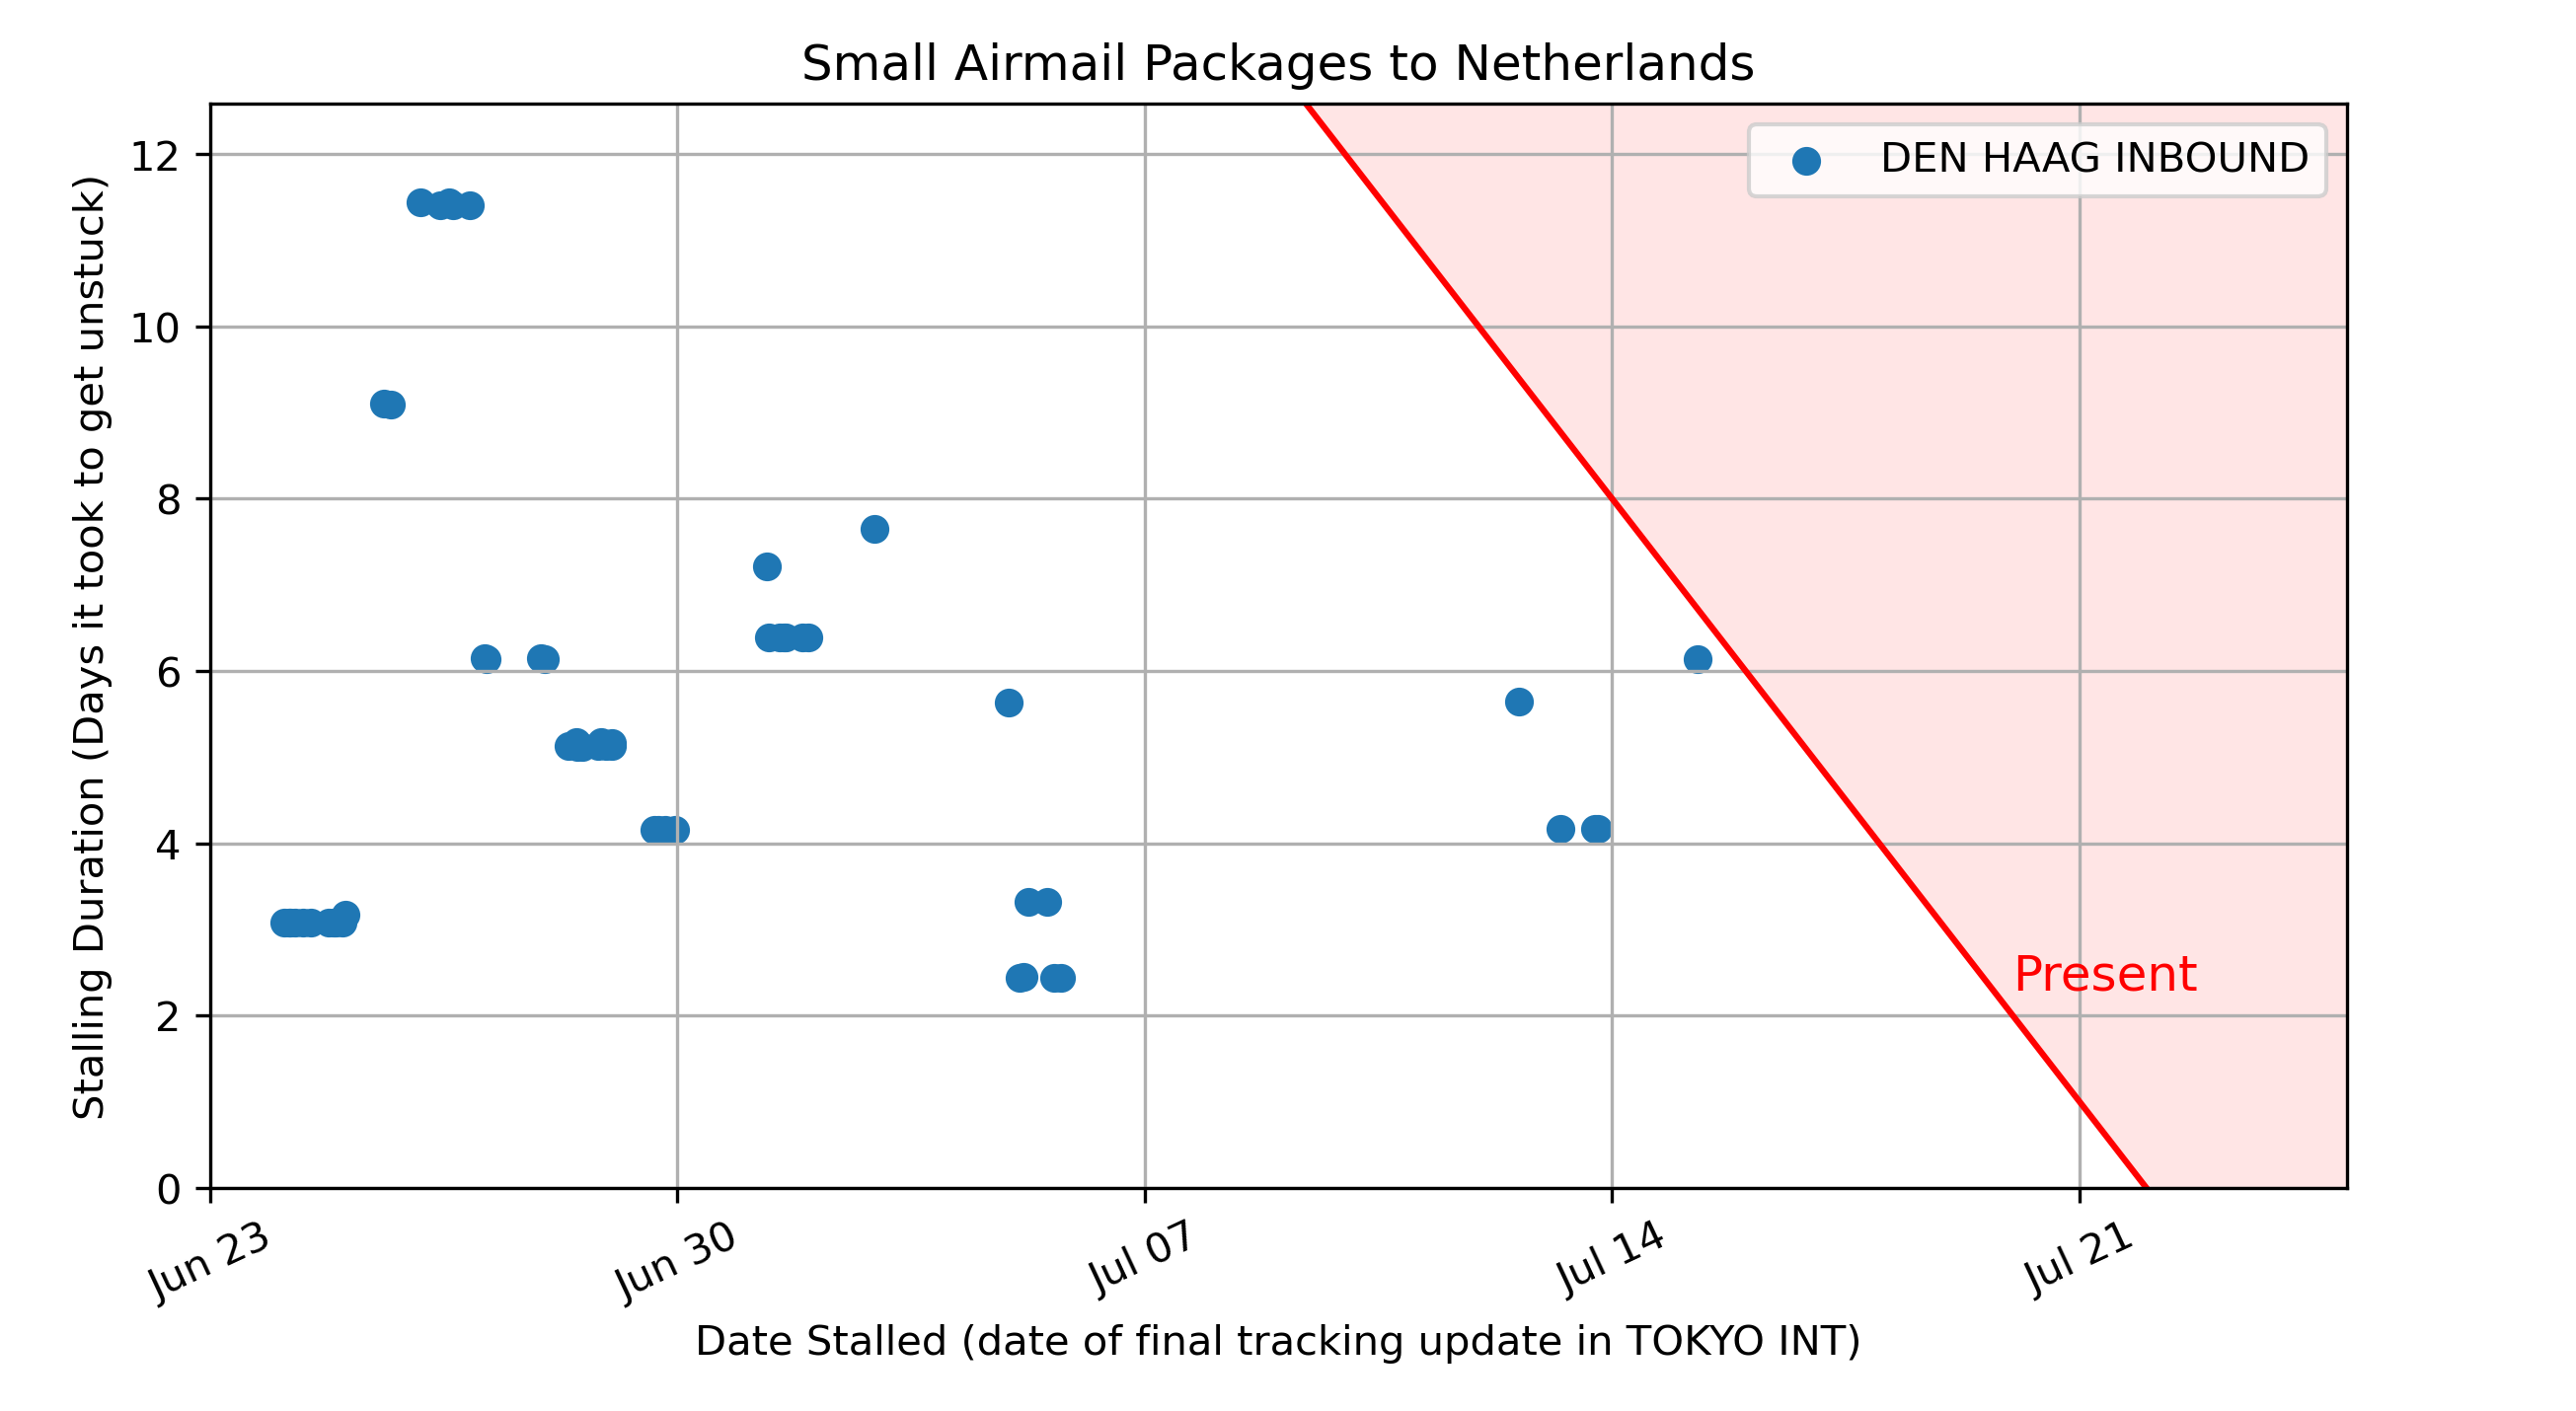 Small Airmail Packages to Netherlands
DEN HAAG INBOUND
Stalling Duration (Days it took to get unstuck)
12
10
8
6
4
2
0
Present
Jun 23
Jun 30
Jul 07
Jul 14
Jul 21
Date Stalled (date of final tracking update in TOKYO INT)